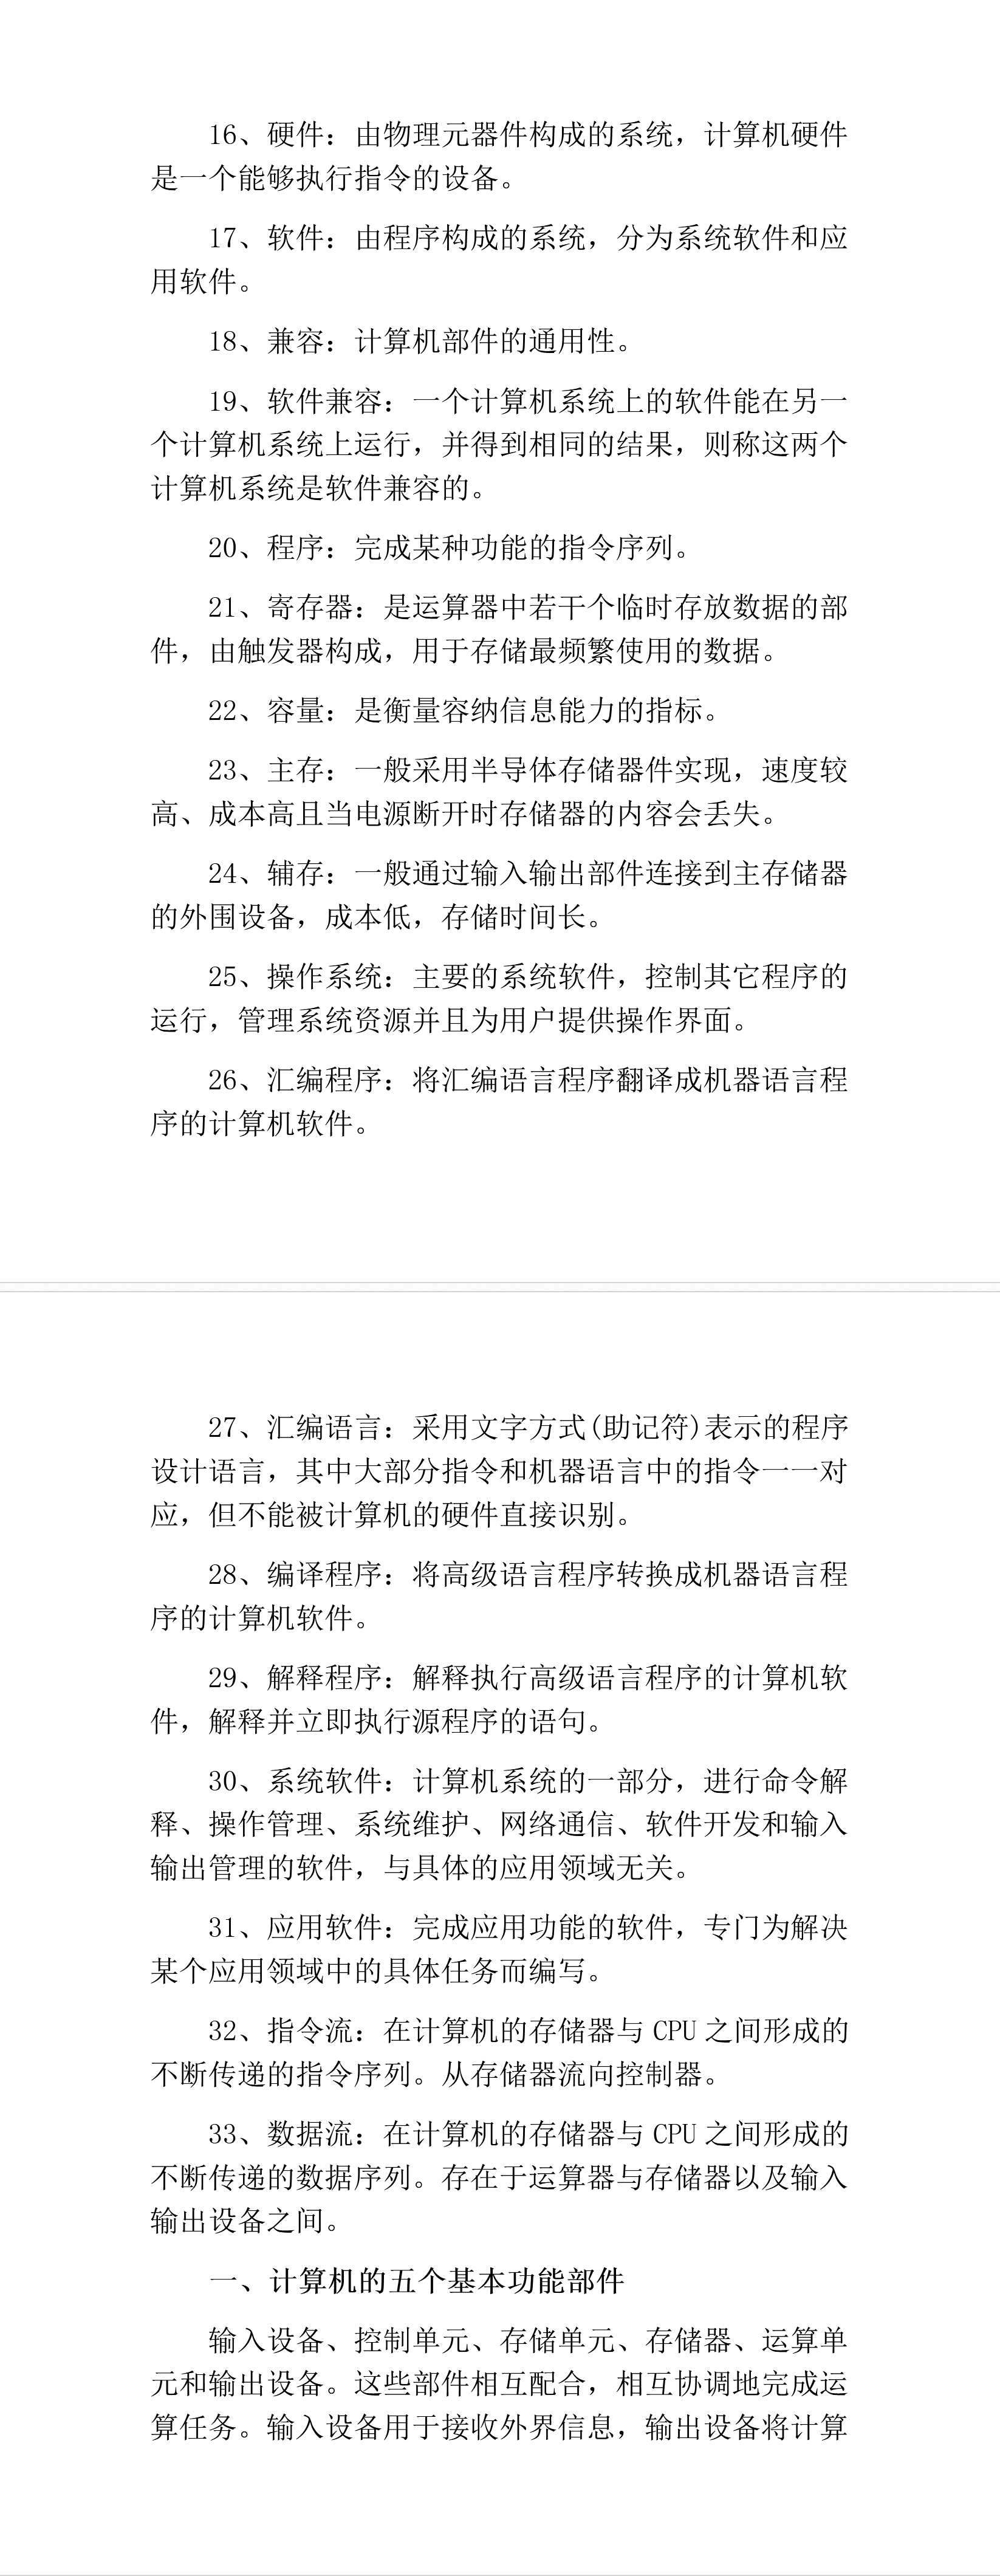 16、硬件：由物理元器件构成的系统，计算机硬件
是一个能够执行指令的设备。
17、软件：由程序构成的系统，分为系统软件和应
用软件。
18、兼容：计算机部件的通用性。
19、软件兼容：一个计算机系统上的软件能在另一
个计算机系统上运行，并得到相同的结果，则称这两个
计算机系统是软件兼容的。
20、程序：完成某种功能的指令序列。
21、寄存器：是运算器中若干个临时存放数据的部
件，由触发器构成，用于存储最频繁使用的数据。
22、容量：是衡量容纳信息能力的指标。
23、主存：一般采用半导体存储器件实现，速度较
高、成本高且当电源断开时存储器的内容会丢失。
24、辅存：一般通过输入输出部件连接到主存储器
的外围设备，成本低，存储时间长。
25、操作系统：主要的系统软件，控制其它程序的
运行，管理系统资源并且为用户提供操作界面。
26、汇编程序：将汇编语言程序翻译成机器语言程
序的计算机软件。
27、汇编语言：采用文字方式(助记符)表示的程序
设计语言，其中大部分指令和机器语言中的指令一一对
应，但不能被计算机的硬件直接识别。
28、编译程序：将高级语言程序转换成机器语言程
序的计算机软件。
29、解释程序：解释执行高级语言程序的计算机软
件，解释并立即执行源程序的语句。
30、系统软件：计算机系统的一部分，进行命令解
释、操作管理、系统维护、网络通信、软件开发和输入
输出管理的软件，与具体的应用领域无关。
31、应用软件：完成应用功能的软件，专门为解决
某个应用领域中的具体任务而编写。
32、指令流：在计算机的存储器与 CPU 之间形成的
不断传递的指令序列。从存储器流向控制器。
33、数据流：在计算机的存储器与 CPU 之间形成的
不断传递的数据序列。存在于运算器与存储器以及输入
输出设备之间。
一、计算机的五个基本功能部件
输入设备、控制单元、存储单元、存储器、运算单
元和输出设备。这些部件相互配合，相互协调地完成运
算任务。输入设备用于接收外界信息，输出设备将计算